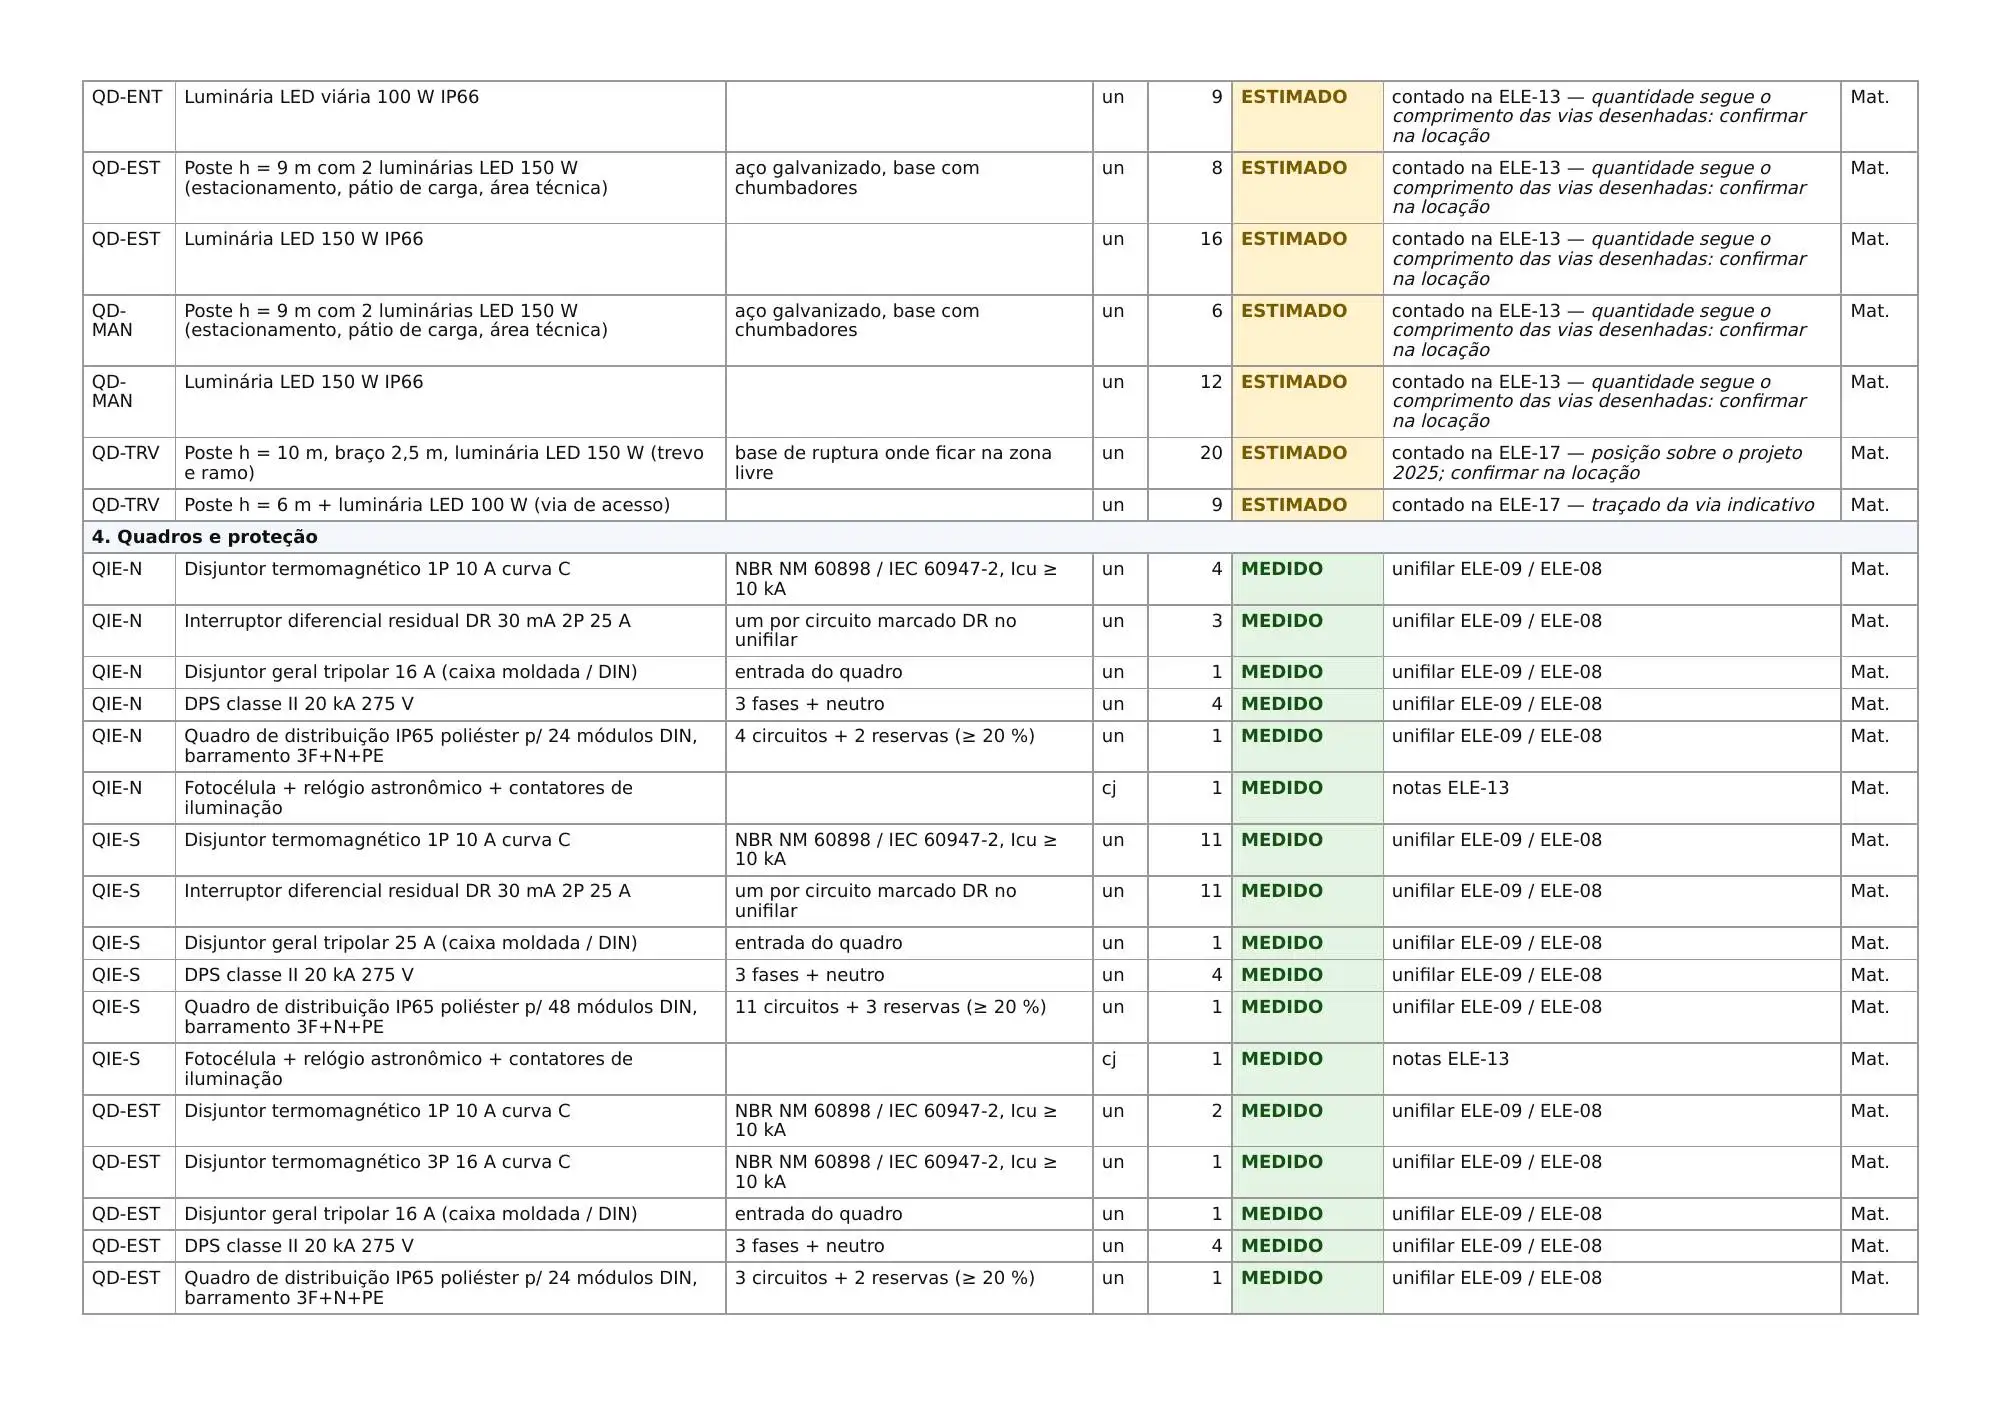 QD-ENT Luminária LED viária 100 W IP66 un 9 ESTIMADO contado na ELE-13 — quantidade segue o Mat.
comprimento das vias desenhadas: confirmar
na locação
QD-EST Poste h = 9 m com 2 luminárias LED 150 W aço galvanizado, base com un 8 ESTIMADO contado na ELE-13 — quantidade segue o Mat.
(estacionamento, pátio de carga, área técnica) chumbadores comprimento das vias desenhadas: confirmar
na locação
QD-EST Luminária LED 150 W IP66 un 16 ESTIMADO contado na ELE-13 — quantidade segue o Mat.
comprimento das vias desenhadas: confirmar
na locação
QD- Poste h = 9 m com 2 luminárias LED 150 W aço galvanizado, base com un 6 ESTIMADO contado na ELE-13 — quantidade segue o Mat.
MAN (estacionamento, pátio de carga, área técnica) chumbadores comprimento das vias desenhadas: confirmar
na locação
QD- Luminária LED 150 W IP66 un 12 ESTIMADO contado na ELE-13 — quantidade segue o Mat.
MAN comprimento das vias desenhadas: confirmar
na locação
QD-TRV Poste h = 10 m, braço 2,5 m, luminária LED 150 W (trevo base de ruptura onde ficar na zona un 20 ESTIMADO contado na ELE-17 — posição sobre o projeto Mat.
e ramo) livre 2025; confirmar na locação
QD-TRV Poste h = 6 m + luminária LED 100 W (via de acesso) un 9 ESTIMADO contado na ELE-17 — traçado da via indicativo Mat.
4. Quadros e proteção
QIE-N Disjuntor termomagnético 1P 10 A curva C NBR NM 60898 / IEC 60947-2, Icu ≥ un 4 MEDIDO unifilar ELE-09 / ELE-08 Mat.
10 kA
QIE-N Interruptor diferencial residual DR 30 mA 2P 25 A um por circuito marcado DR no un 3 MEDIDO unifilar ELE-09 / ELE-08 Mat.
unifilar
QIE-N Disjuntor geral tripolar 16 A (caixa moldada / DIN) entrada do quadro un 1 MEDIDO unifilar ELE-09 / ELE-08 Mat.
QIE-N DPS classe II 20 kA 275 V 3 fases + neutro un 4 MEDIDO unifilar ELE-09 / ELE-08 Mat.
QIE-N Quadro de distribuição IP65 poliéster p/ 24 módulos DIN, 4 circuitos + 2 reservas (≥ 20 %) un 1 MEDIDO unifilar ELE-09 / ELE-08 Mat.
barramento 3F+N+PE
QIE-N Fotocélula + relógio astronômico + contatores de cj 1 MEDIDO notas ELE-13 Mat.
iluminação
QIE-S Disjuntor termomagnético 1P 10 A curva C NBR NM 60898 / IEC 60947-2, Icu ≥ un 11 MEDIDO unifilar ELE-09 / ELE-08 Mat.
10 kA
QIE-S Interruptor diferencial residual DR 30 mA 2P 25 A um por circuito marcado DR no un 11 MEDIDO unifilar ELE-09 / ELE-08 Mat.
unifilar
QIE-S Disjuntor geral tripolar 25 A (caixa moldada / DIN) entrada do quadro un 1 MEDIDO unifilar ELE-09 / ELE-08 Mat.
QIE-S DPS classe II 20 kA 275 V 3 fases + neutro un 4 MEDIDO unifilar ELE-09 / ELE-08 Mat.
QIE-S Quadro de distribuição IP65 poliéster p/ 48 módulos DIN, 11 circuitos + 3 reservas (≥ 20 %) un 1 MEDIDO unifilar ELE-09 / ELE-08 Mat.
barramento 3F+N+PE
QIE-S Fotocélula + relógio astronômico + contatores de cj 1 MEDIDO notas ELE-13 Mat.
iluminação
QD-EST Disjuntor termomagnético 1P 10 A curva C NBR NM 60898 / IEC 60947-2, Icu ≥ un 2 MEDIDO unifilar ELE-09 / ELE-08 Mat.
10 kA
QD-EST Disjuntor termomagnético 3P 16 A curva C NBR NM 60898 / IEC 60947-2, Icu ≥ un 1 MEDIDO unifilar ELE-09 / ELE-08 Mat.
10 kA
QD-EST Disjuntor geral tripolar 16 A (caixa moldada / DIN) entrada do quadro un 1 MEDIDO unifilar ELE-09 / ELE-08 Mat.
QD-EST DPS classe II 20 kA 275 V 3 fases + neutro un 4 MEDIDO unifilar ELE-09 / ELE-08 Mat.
QD-EST Quadro de distribuição IP65 poliéster p/ 24 módulos DIN, 3 circuitos + 2 reservas (≥ 20 %) un 1 MEDIDO unifilar ELE-09 / ELE-08 Mat.
barramento 3F+N+PE